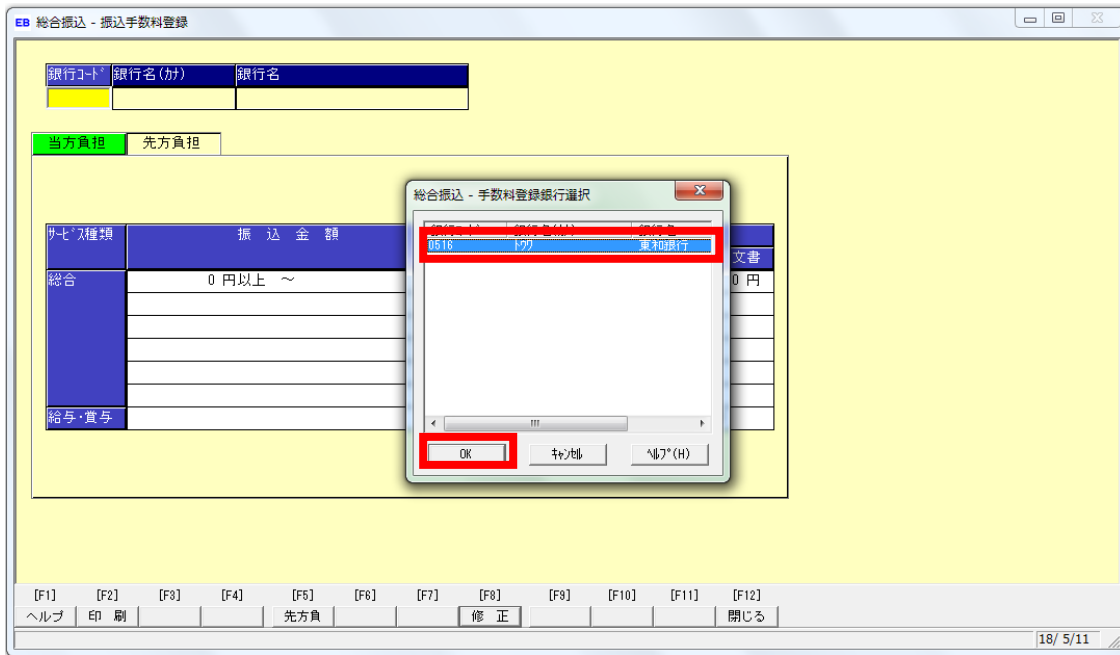 EB 総合振込 - 振込手数料登録
銀行ｺｰﾄﾞ 銀行名(ｶﾅ) 銀行名
当方負担 先方負担
総合振込 - 手数料登録銀行選択
0516 ﾄﾜ 東和銀行
ｻｰﾋﾞｽ種類 振 込 金 額
文書
総合 0 円以上 ～ 0 円
給与･賞与
OK ｷｬﾝｾﾙ ﾍﾙﾌﾟ(H)
[F1] [F2] [F3] [F4] [F5] [F6] [F7] [F8] [F9] [F10] [F11] [F12]
ヘルプ 印 刷 先方負 修 正 閉じる
18/ 5/11